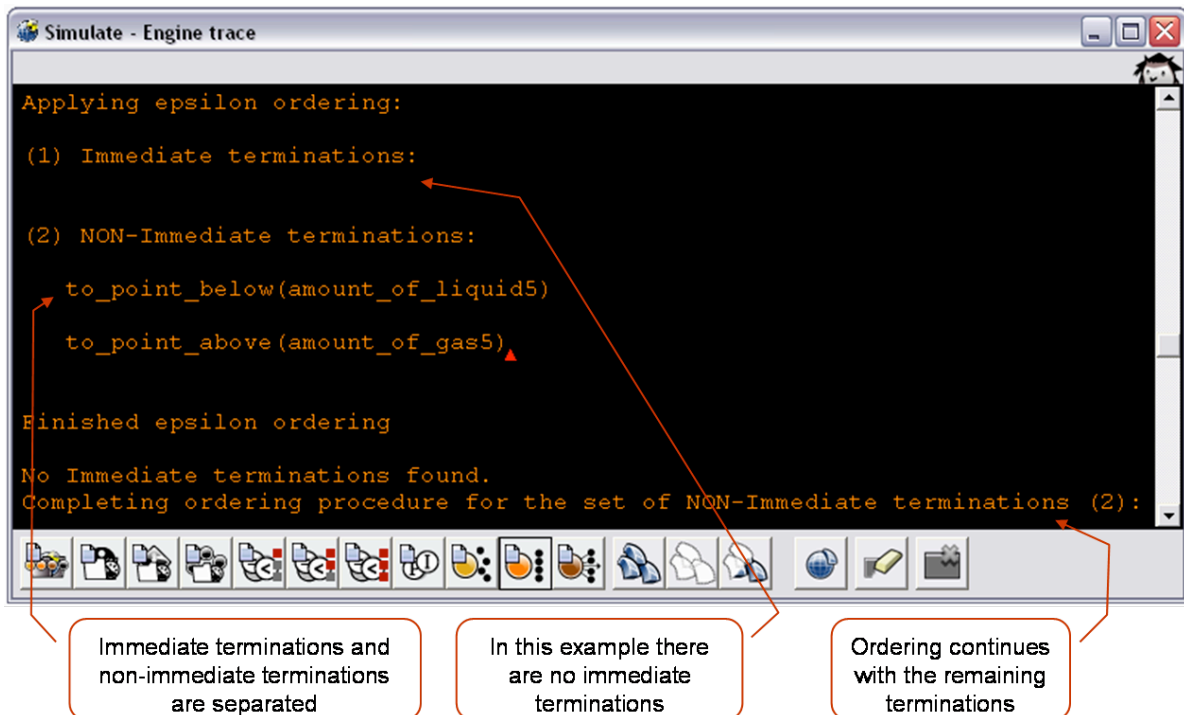 Simulate - Engine trace
Applying epsilon ordering:
(1) Immediate terminations:
(2) NON-Immediate terminations:
to_point_below(amount_of_liquid5)
to_point_above(amount_of_gas5)
Finished epsilon ordering
No Immediate terminations found.
Completing ordering procedure for the set of NON-Immediate terminations (2):
Immediate terminations and
non-immediate terminations
are separated
In this example there
are no immediate
terminations
Ordering continues
with the remaining
terminations